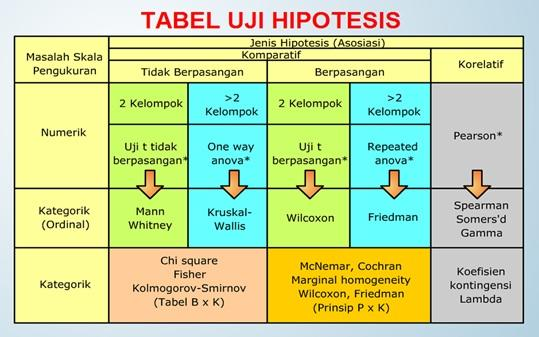 TABEL UJI HIPOTESIS
Masalah Skala
Pengukuran
Jenis Hipotesis (Asosiasi)
Komparatif
Korelatif
Tidak Berpasangan
Berpasangan
Numerik
2 Kelompok
>2
Kelompok
2 Kelompok
>2
Kelompok
Pearson*
Uji t tidak
berpasangan*
One way
anova*
Uji t
berpasangan*
Repeated
anova*
Kategorik
(Ordinal)
Mann
Whitney
Kruskal-
Wallis
Wilcoxon
Friedman
Spearman
Somers'd
Gamma
Kategorik
Chi square
Fisher
Kolmogorov-Smirnov
(Tabel B x K)
McNemar, Cochran
Marginal homogeneity
Wilcoxon, Friedman
(Prinsip P x K)
Koefisien
kontingensi
Lambda